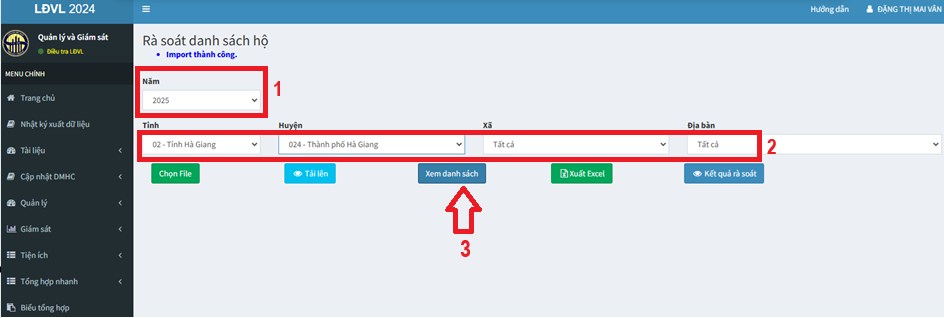 LĐVL 2024
Hướng dẫn
ĐẶNG THỊ MAI VÂN
Quản lý và Giám sát
Điều tra LĐVL
MENU CHÍNH
Trang chủ
Nhật ký xuất dữ liệu
Tài liệu
Cập nhật DMHC
Quản lý
Giám sát
Tiện ích
Tổng hợp nhanh
Biểu tổng hợp
Rà soát danh sách hộ
Import thành công.
Năm
2025
1
Tỉnh
Huyện
Xã
Địa bàn
02 - Tỉnh Hà Giang
024 - Thành phố Hà Giang
Tất cả
Tất cả
2
Chọn File
Tải lên
Xem danh sách
Xuất Excel
Kết quả rà soát
3